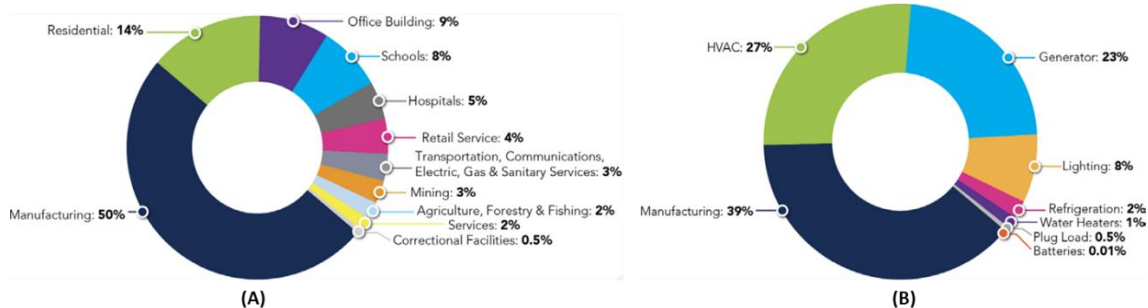 Residential: 14%
Office Building: 9%
Schools: 8%
Hospitals: 5%
Retail Service: 4%
Transportation, Communications,
Electric, Gas & Sanitary Services: 3%
Mining: 3%
Agriculture, Forestry & Fishing: 2%
Services: 2%
Correctional Facilities: 0.5%
Manufacturing: 50%
(A)
HVAC: 27%
Generator: 23%
Lighting: 8%
Refrigeration: 2%
Water Heaters: 1%
Plug Load: 0.5%
Batteries: 0.01%
Manufacturing: 39%
(B)